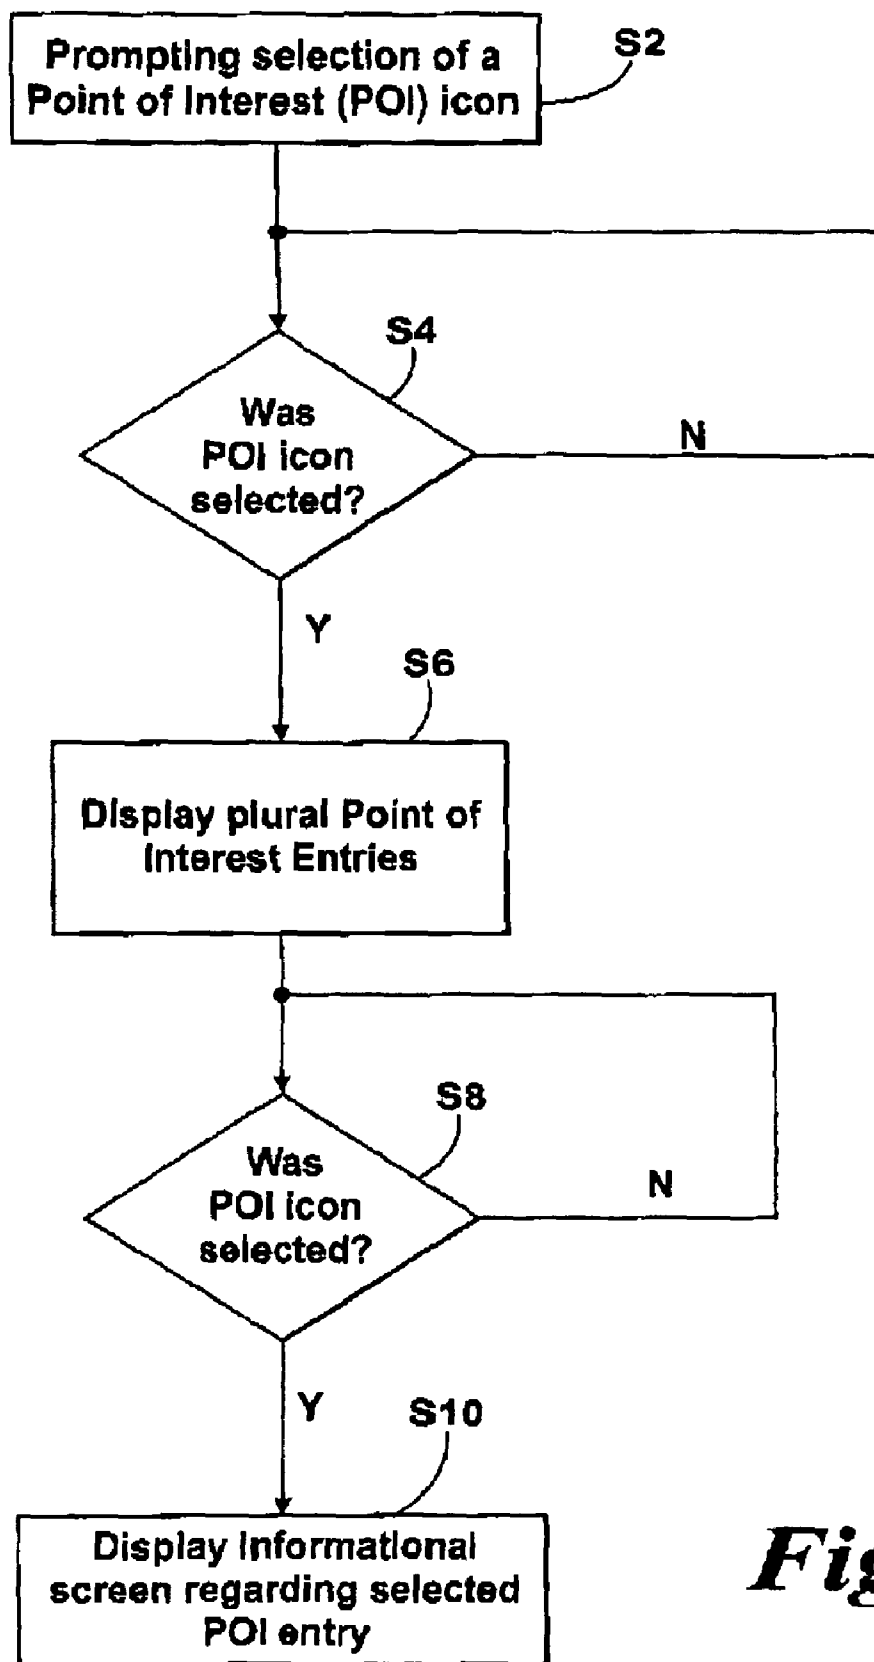 Prompting selection of a
Point of Interest (POI) icon
S2
S4
Was
POI icon
selected?
N
Y
S6
Display plural Point of
Interest Entries
S8
Was
POI icon
selected?
N
Y
S10
Display Informational
screen regarding selected
POI entry